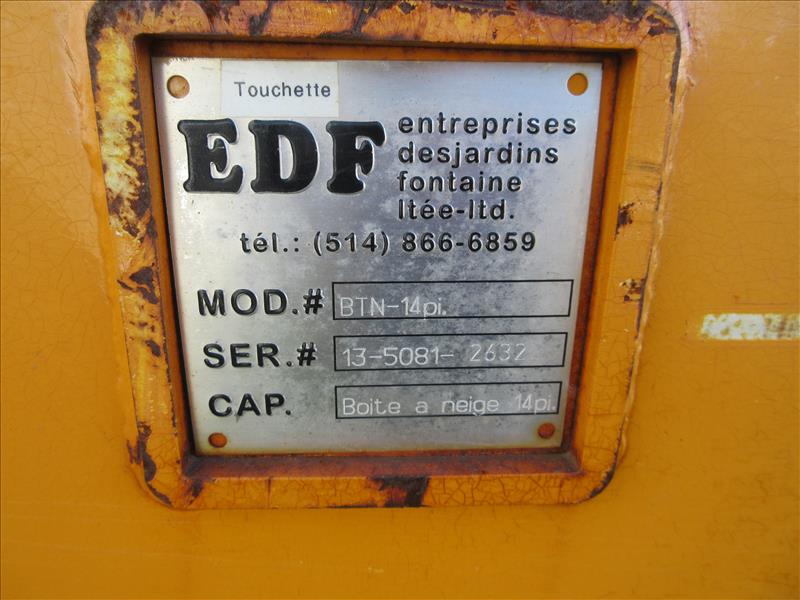 Touchette
EDF
entreprises
desjardins
fontaine
ltée-ltd.
tél.: (514) 866-6859
MOD.# BTN-14pi.
SER.# 13-5081- 2632
CAP. Boite a neige 14pi.